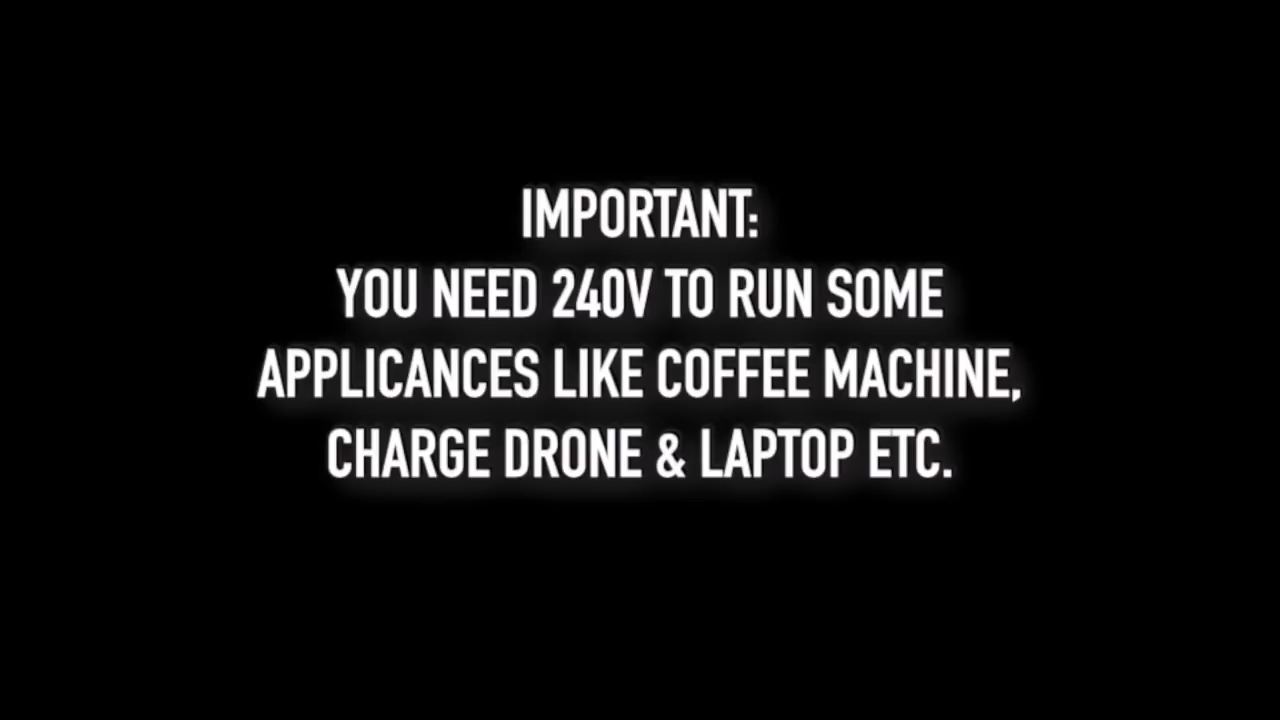 IMPORTANT:
YOU NEED 240V TO RUN SOME
APPLICANCES LIKE COFFEE MACHINE,
CHARGE DRONE & LAPTOP ETC.